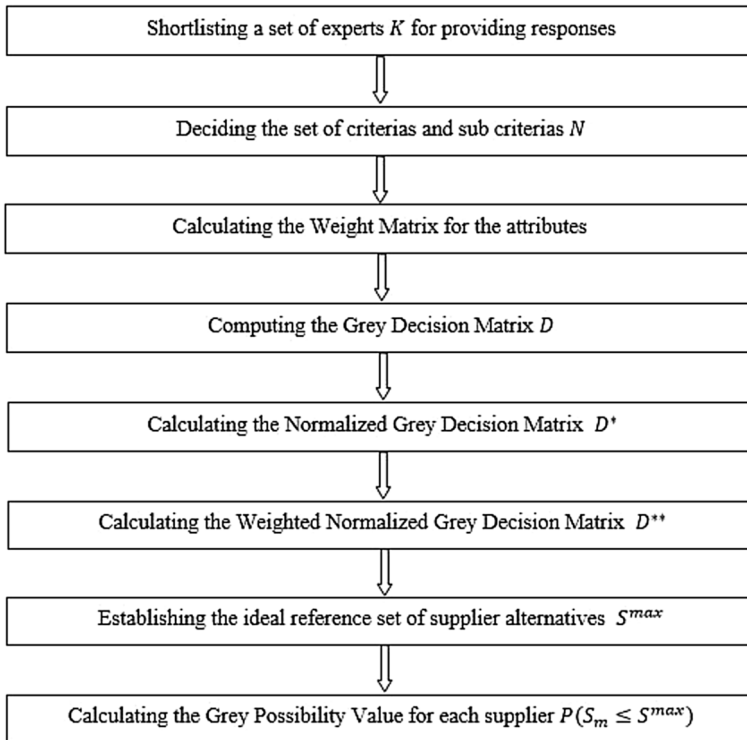 Shortlisting a set of experts K for providing responses
Deciding the set of criterias and sub criterias N
Calculating the Weight Matrix for the attributes
Computing the Grey Decision Matrix D
Calculating the Normalized Grey Decision Matrix D*
Calculating the Weighted Normalized Grey Decision Matrix D**
Establishing the ideal reference set of supplier alternatives S^max
Calculating the Grey Possibility Value for each supplier P(S_m ≤ S^max)